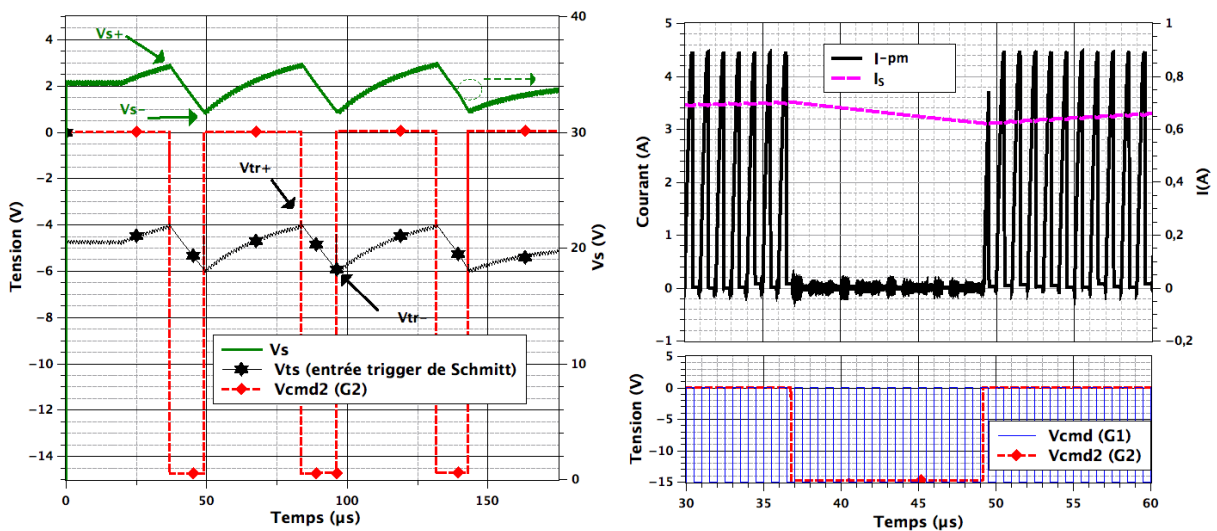 Vs+
Vs−
Vtr+
Vtr−
Vs
Vts (entrée trigger de Schmitt)
Vcmd2 (G2)
Tension (V)
4
2
0
−2
−4
−6
−8
−10
−12
−14
40
30
20
10
0
Vs (V)
0
50
100
150
Temps (µs)
I-pm
IS
Courant (A)
5
4
3
2
1
0
−1
1
0,8
0,6
0,4
0,2
0
−0,2
I(A)
Tension (V)
5
0
−5
−10
−15
Vcmd (G1)
Vcmd2 (G2)
30
35
40
45
50
55
60
Temps (µs)